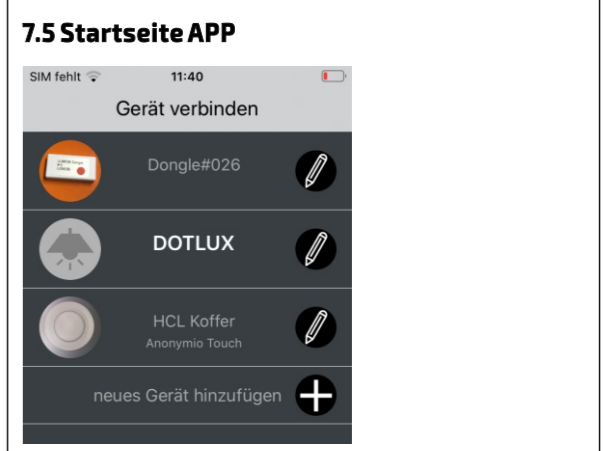 7.5 Startseite APP
SIM fehlt 11:40
Gerät verbinden
Dongle#026
DOTLUX
HCL Koffer
Anonymio Touch
neues Gerät hinzufügen